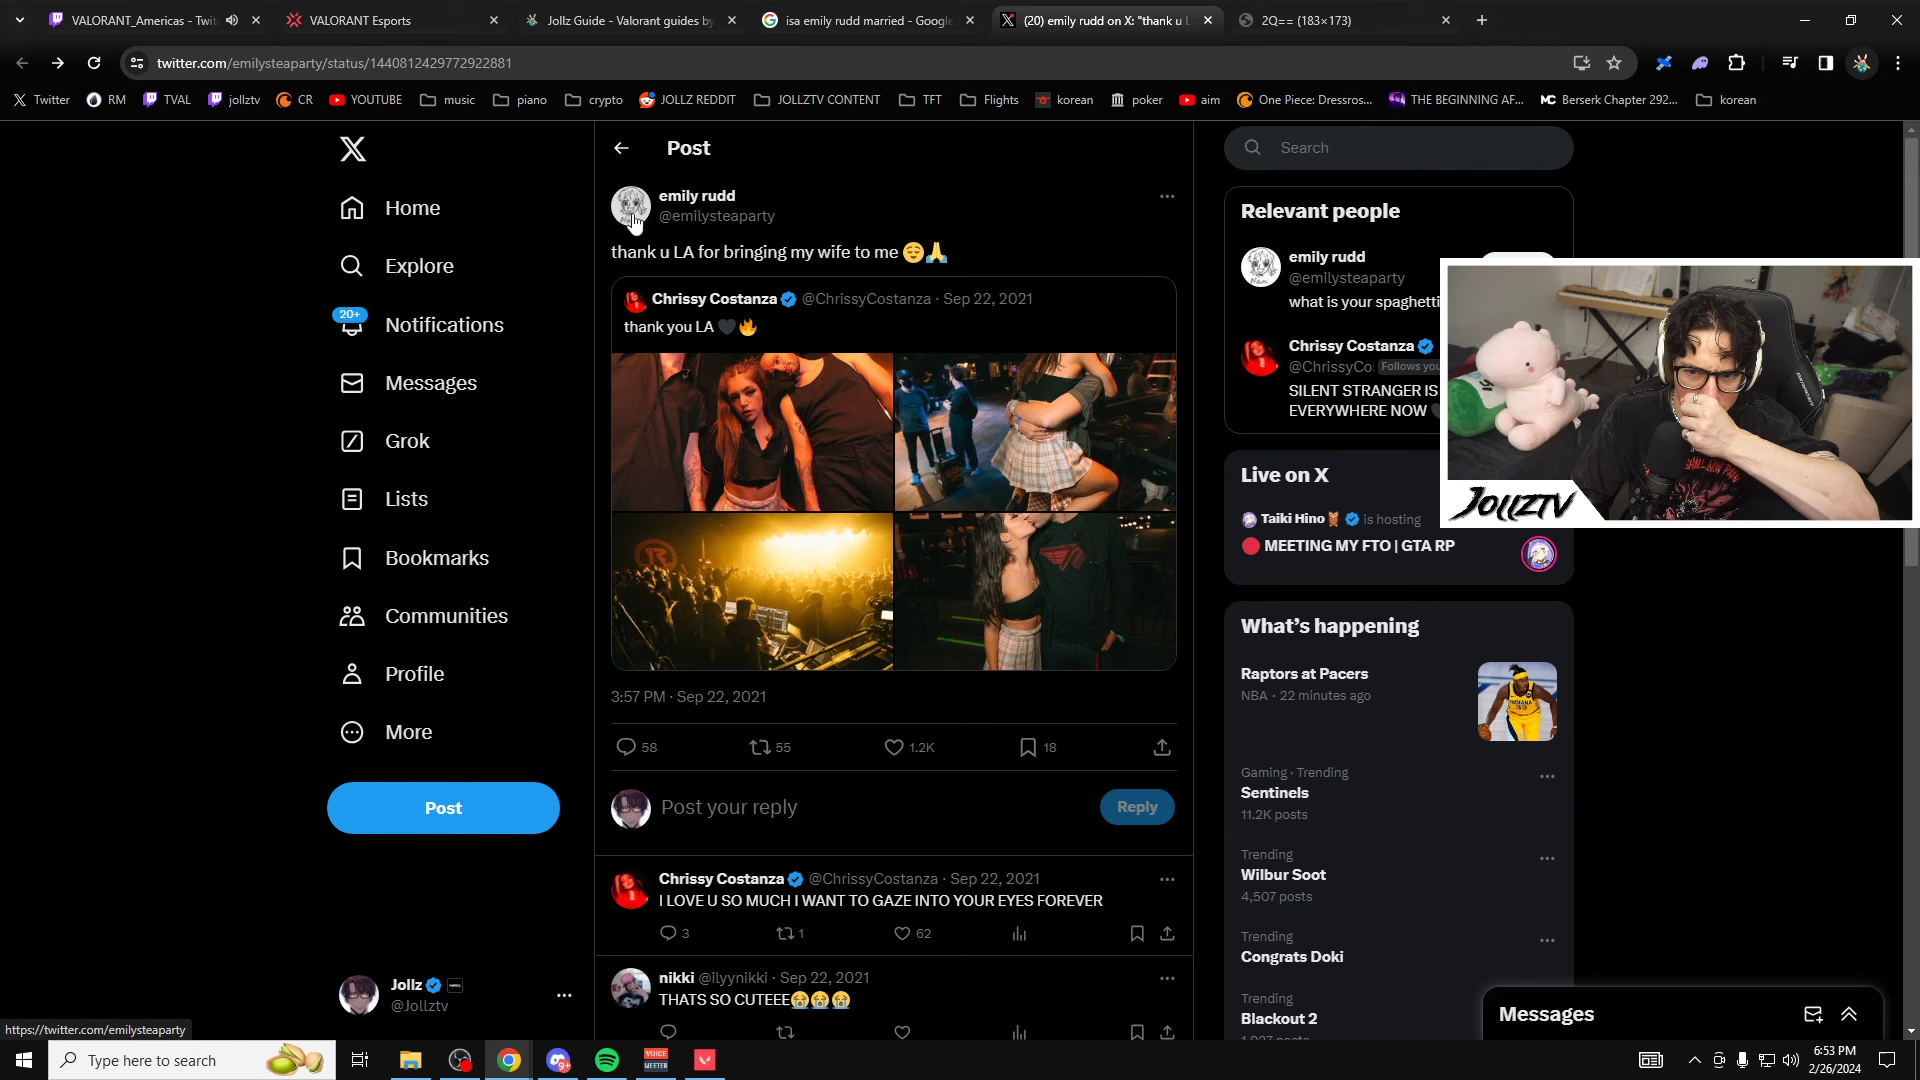 VALORANT_Americas - Twit
VALORANT Esports
Jollz Guide - Valorant guides by
isa emily rudd married - Google
(20) emily rudd on X: "thank u L
2Q== (183×173)
twitter.com/emilysteaparty/status/1440812429772922881
Twitter
RM
TVAL
jollztv
CR
YOUTUBE
music
piano
crypto
JOLLZ REDDIT
JOLLZTV CONTENT
TFT
Flights
korean
poker
aim
One Piece: Dressros...
THE BEGINNING AF...
MC Berserk Chapter 292...
korean
Home
Explore
20+
Notifications
Messages
Grok
Lists
Bookmarks
Communities
Profile
More
Post
Jollz
@Jollztv
Post
emily rudd
@emilysteaparty
thank u LA for bringing my wife to me 😌🙏
Chrissy Costanza @ChrissyCostanza · Sep 22, 2021
thank you LA 🖤🔥
3:57 PM · Sep 22, 2021
58
55
1.2K
18
Post your reply
Reply
Chrissy Costanza @ChrissyCostanza · Sep 22, 2021
I LOVE U SO MUCH I WANT TO GAZE INTO YOUR EYES FOREVER
3
1
62
nikki @ilyynikki · Sep 22, 2021
THATS SO CUTEEE😭😭😭
Search
Relevant people
emily rudd
@emilysteaparty
what is your spaghetti
Chrissy Costanza
@ChrissyCo Follows you
SILENT STRANGER IS
EVERYWHERE NOW
JOLLZTV
Live on X
Taiki Hino is hosting
MEETING MY FTO | GTA RP
What's happening
Raptors at Pacers
NBA · 22 minutes ago
Gaming · Trending
Sentinels
11.2K posts
Trending
Wilbur Soot
4,507 posts
Trending
Congrats Doki
Trending
Blackout 2
Messages
https://twitter.com/emilysteaparty
Type here to search
9+
VOICE
MEETER
6:53 PM
2/26/2024